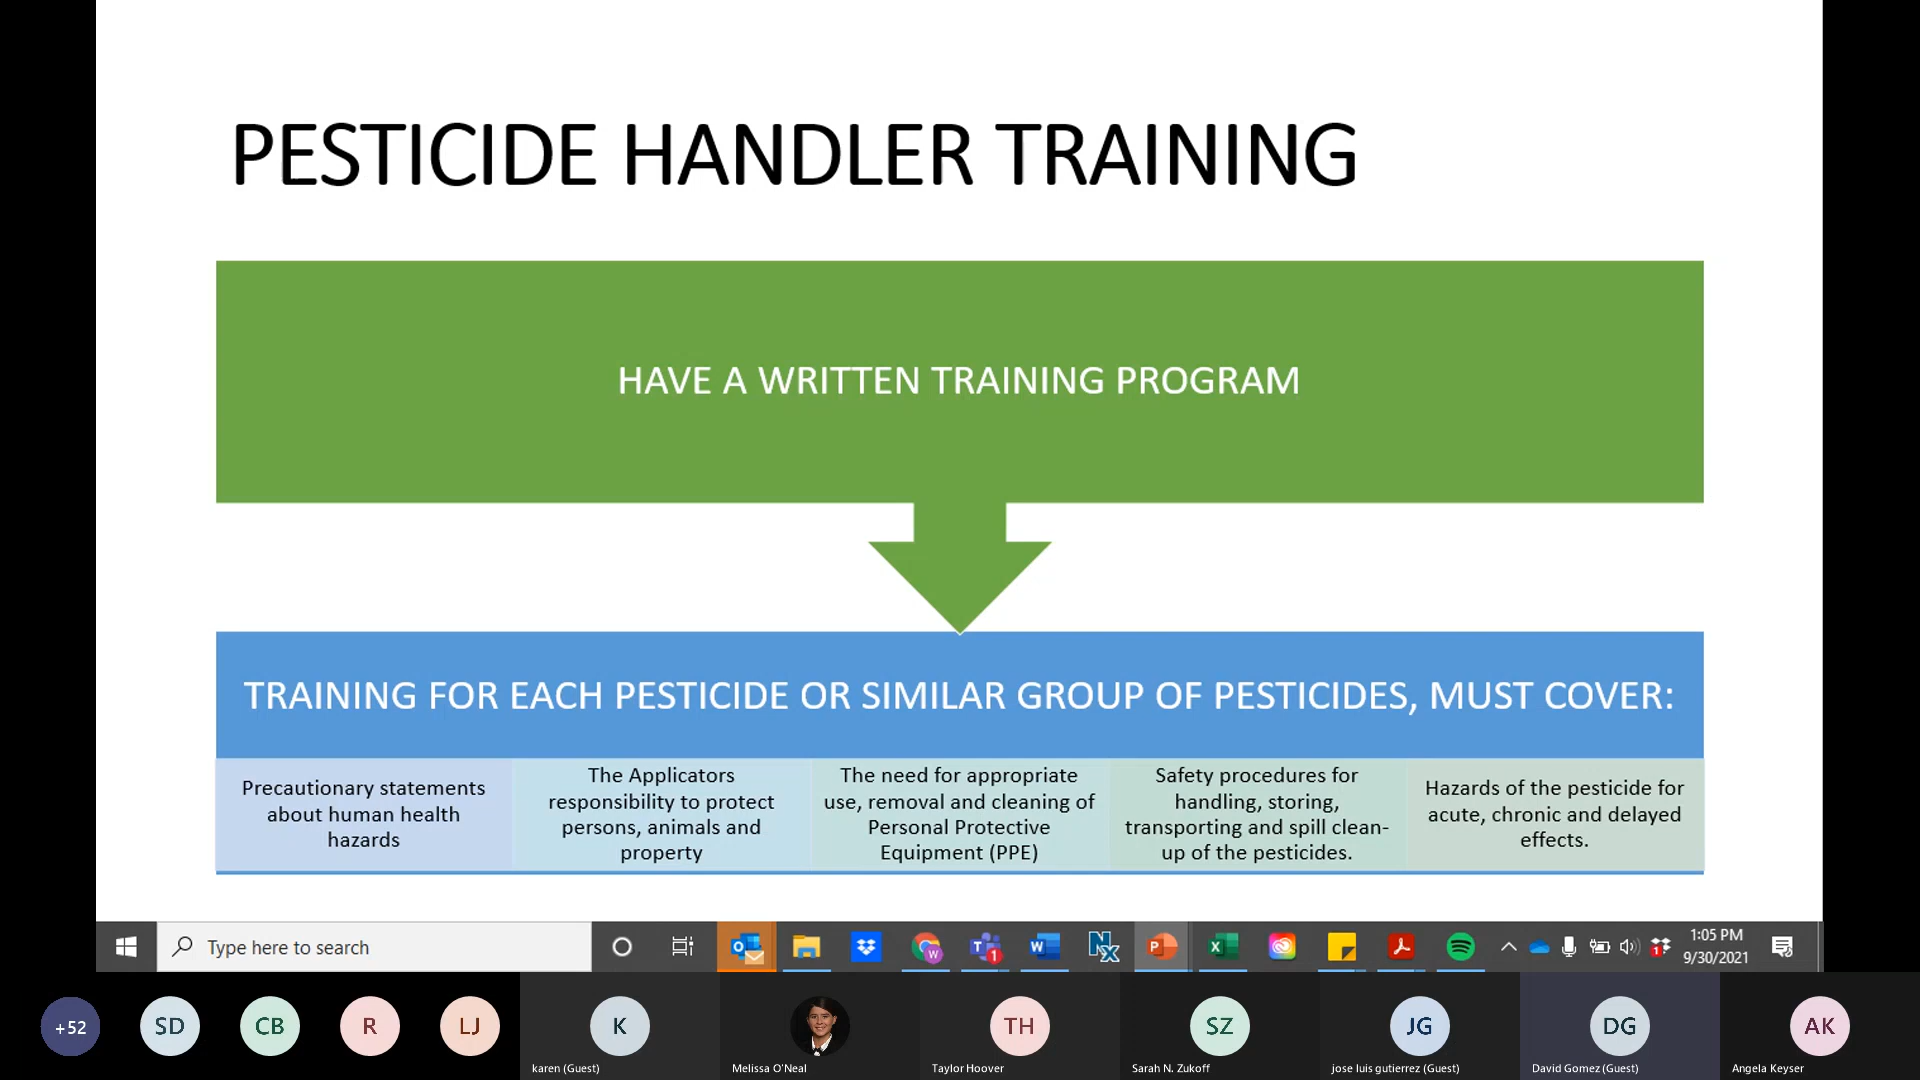 PESTICIDE HANDLER TRAINING
HAVE A WRITTEN TRAINING PROGRAM
TRAINING FOR EACH PESTICIDE OR SIMILAR GROUP OF PESTICIDES, MUST COVER:
Precautionary statements
about human health
hazards
The Applicators
responsibility to protect
persons, animals and
property
The need for appropriate
use, removal and cleaning of
Personal Protective
Equipment (PPE)
Safety procedures for
handling, storing,
transporting and spill clean-
up of the pesticides.
Hazards of the pesticide for
acute, chronic and delayed
effects.
Type here to search
1:05 PM
9/30/2021
+52
SD
CB
R
LJ
K
TH
SZ
JG
DG
AK
karen (Guest)
Melissa O'Neal
Taylor Hoover
Sarah N. Zukoff
jose luis gutierrez (Guest)
David Gomez (Guest)
Angela Keyser